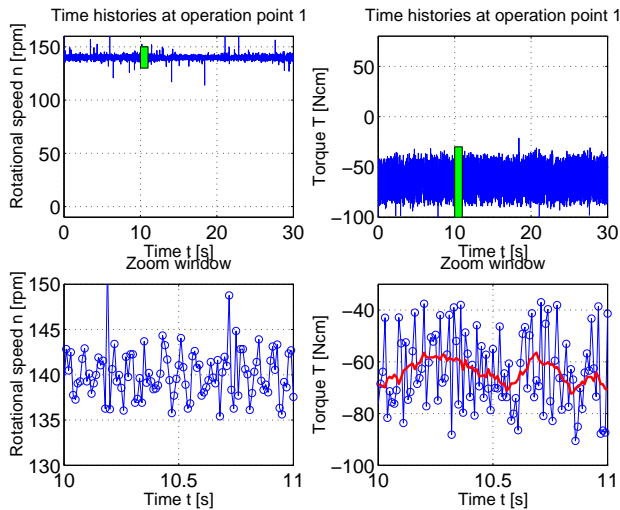 Time histories at operation point 1
Rotational speed n [rpm]
150
100
50
0
0 10 20 30
Time t [s]
Time histories at operation point 1
Torque T [Ncm]
50
0
−50
−100
0 10 20 30
Time t [s]
Zoom window
Rotational speed n [rpm]
150
145
140
135
130
10 10.5 11
Time t [s]
Zoom window
Torque T [Ncm]
−40
−60
−80
−100
10 10.5 11
Time t [s]